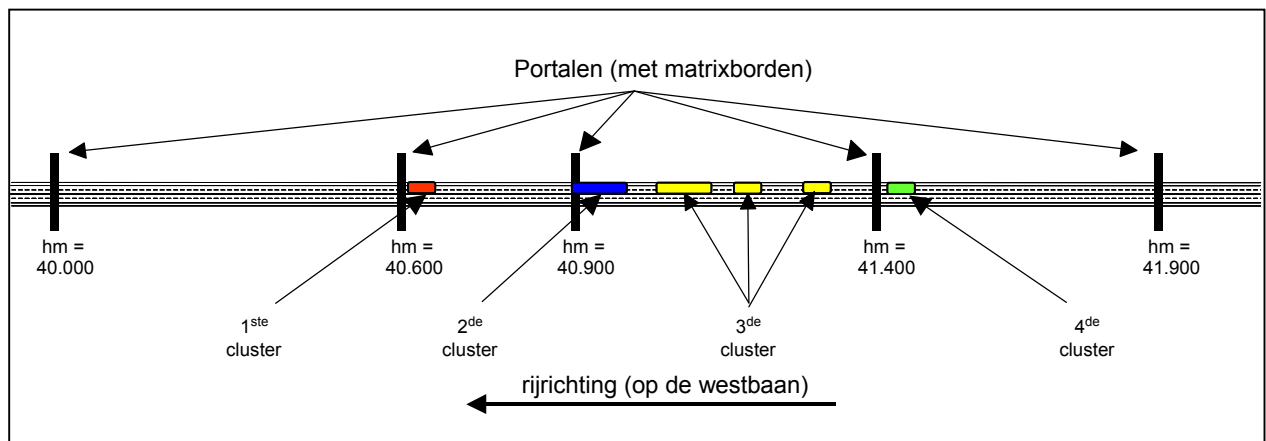 Portalen (met matrixborden)
hm =
40.000
hm =
40.600
hm =
40.900
hm =
41.400
hm =
41.900
1ste
cluster
2de
cluster
3de
cluster
4de
cluster
rijrichting (op de westbaan)